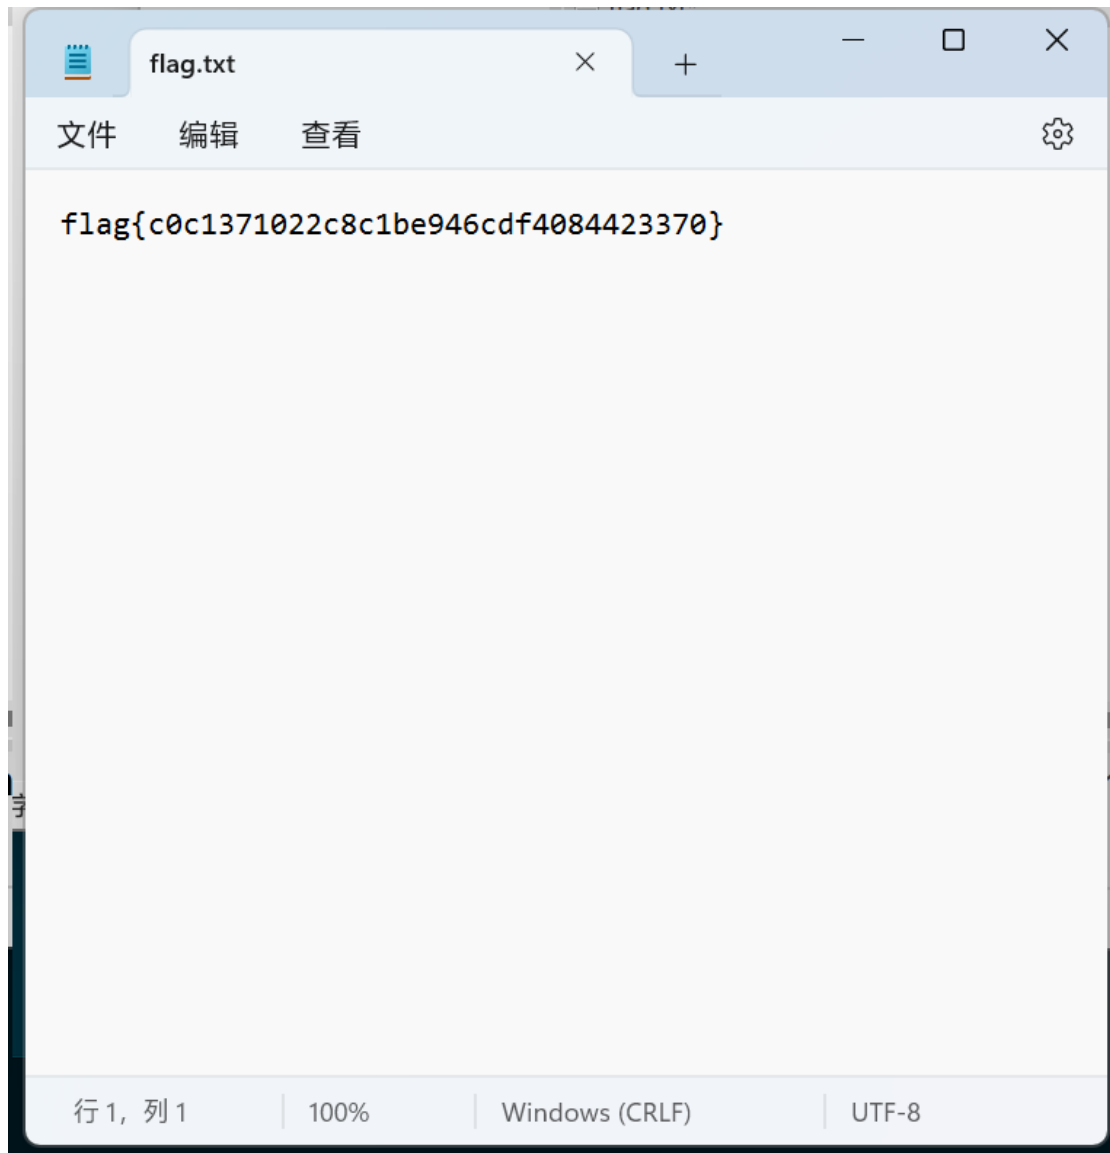 flag.txt
文件 编辑 查看
flag{c0c1371022c8c1be946cdf4084423370}
行 1, 列 1 100% Windows (CRLF) UTF-8